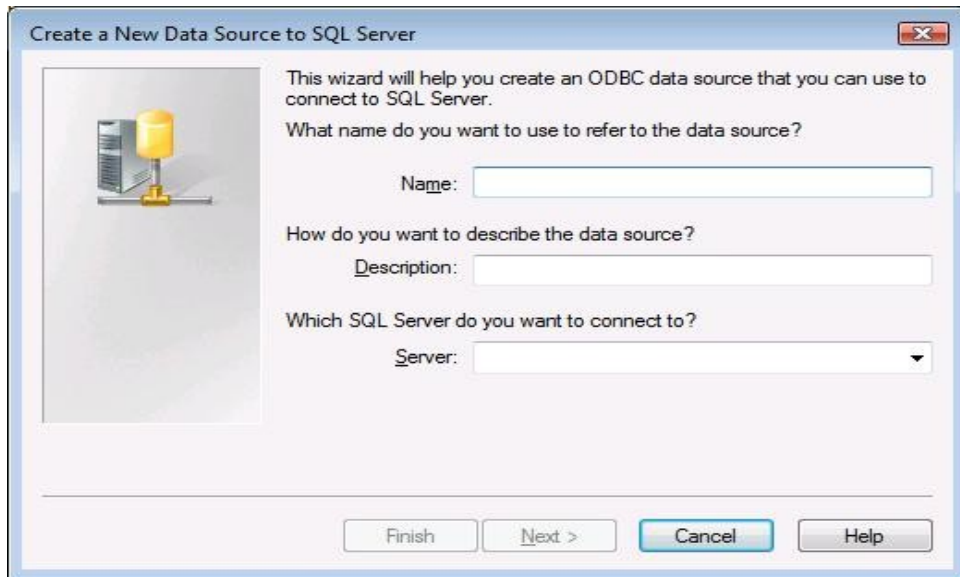 Create a New Data Source to SQL Server
This wizard will help you create an ODBC data source that you can use to
connect to SQL Server.
What name do you want to use to refer to the data source?
Name:
How do you want to describe the data source?
Description:
Which SQL Server do you want to connect to?
Server:
Finish
Next >
Cancel
Help